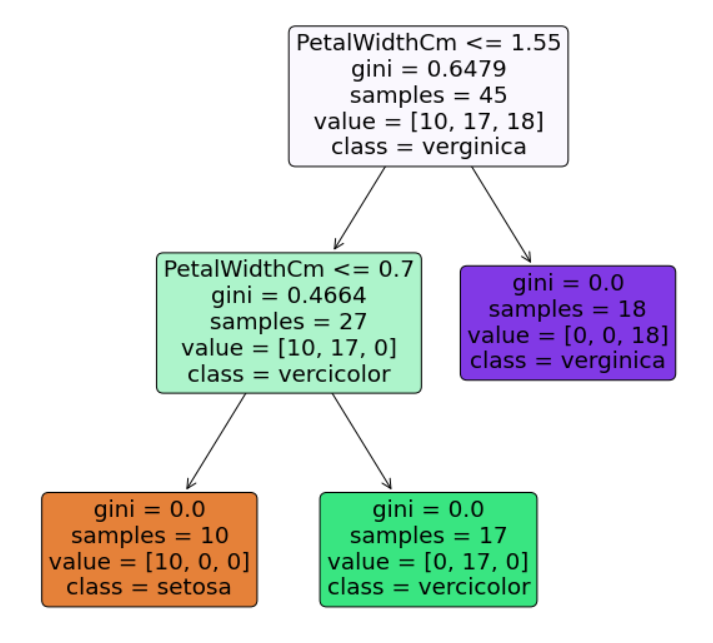 PetalWidthCm <= 1.55
gini = 0.6479
samples = 45
value = [10, 17, 18]
class = verginica
PetalWidthCm <= 0.7
gini = 0.4664
samples = 27
value = [10, 17, 0]
class = vercicolor
gini = 0.0
samples = 18
value = [0, 0, 18]
class = verginica
gini = 0.0
samples = 10
value = [10, 0, 0]
class = setosa
gini = 0.0
samples = 17
value = [0, 17, 0]
class = vercicolor